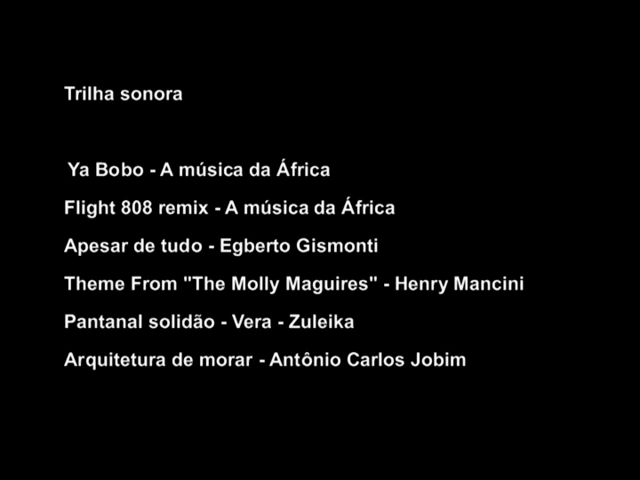 Trilha sonora
Ya Bobo - A música da África
Flight 808 remix - A música da África
Apesar de tudo - Egberto Gismonti
Theme From "The Molly Maguires" - Henry Mancini
Pantanal solidão - Vera - Zuleika
Arquitetura de morar - Antônio Carlos Jobim